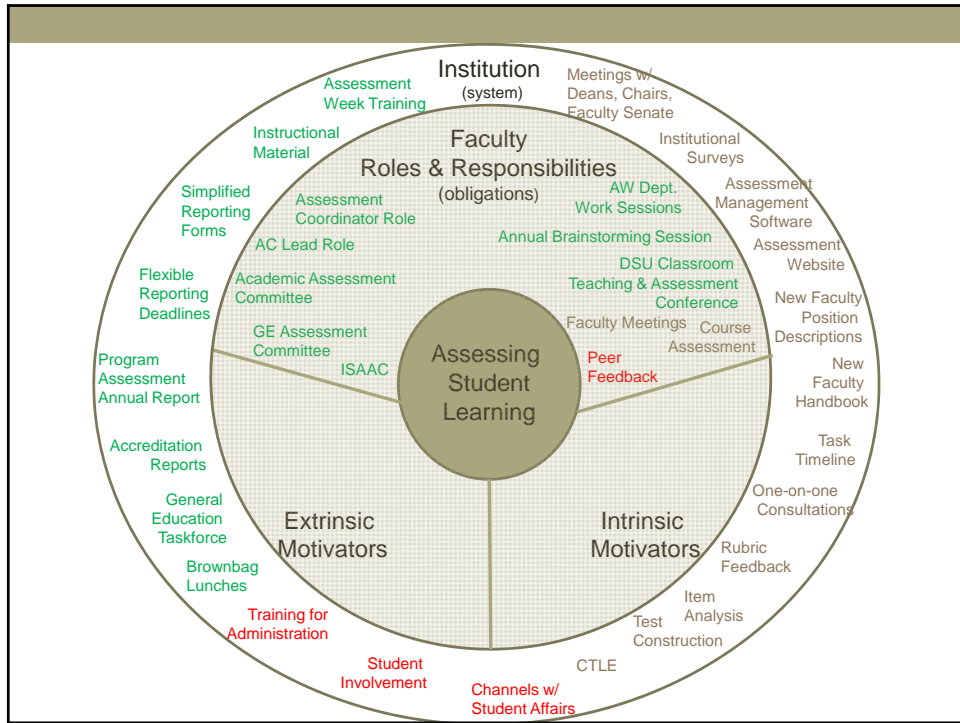 Institution
(system)
Assessment
Week Training
Instructional
Material
Simplified
Reporting
Forms
Flexible
Reporting
Deadlines
Program
Assessment
Annual Report
Accreditation
Reports
General
Education
Taskforce
Brownbag
Lunches
Training for
Administration
Student
Involvement
Channels w/
Student Affairs
Meetings w/
Deans, Chairs,
Faculty Senate
Institutional
Surveys
Assessment
Management
Software
Assessment
Website
New Faculty
Position
Descriptions
New
Faculty
Handbook
Task
Timeline
One-on-one
Consultations
Rubric
Feedback
Item
Analysis
Test
Construction
CTLE
Faculty
Roles & Responsibilities
(obligations)
Assessment
Coordinator Role
AC Lead Role
Academic Assessment
Committee
GE Assessment
Committee
ISAAC
AW Dept.
Work Sessions
Annual Brainstorming Session
DSU Classroom
Teaching & Assessment
Conference
Faculty Meetings
Course
Assessment
Peer
Feedback
Assessing
Student
Learning
Extrinsic
Motivators
Intrinsic
Motivators